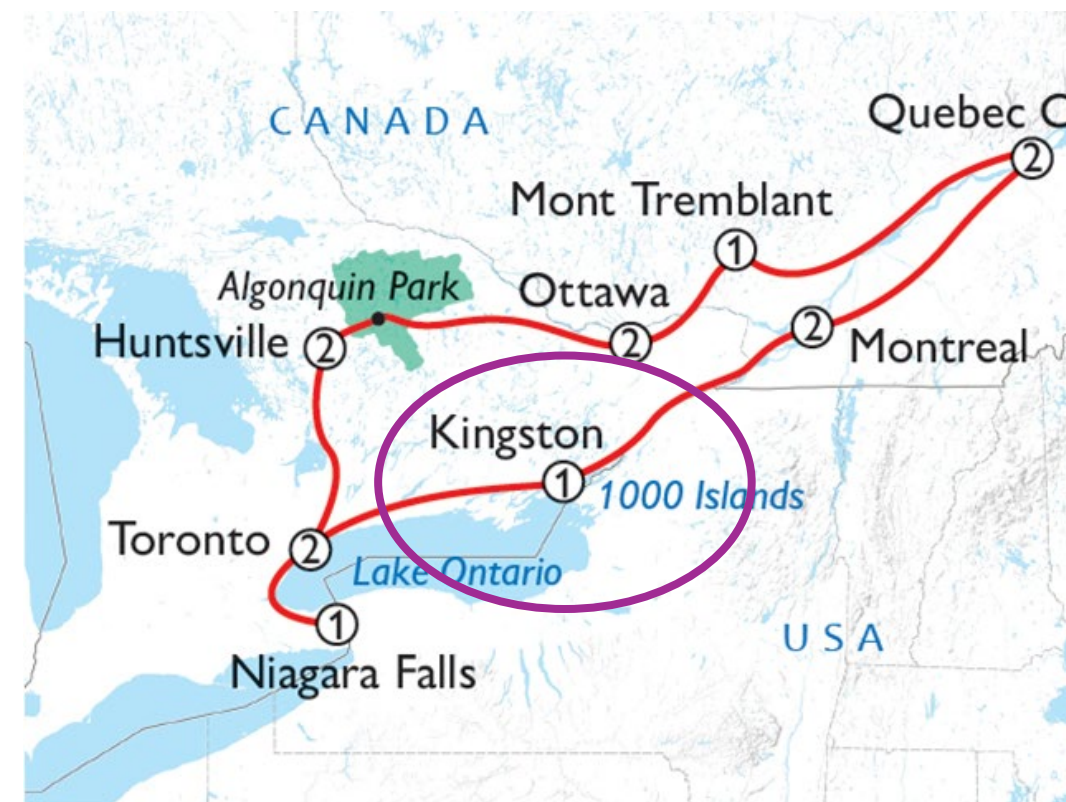 CANADA
Quebec C
2
Mont Tremblant
1
Algonquin Park
Ottawa
Huntsville 2
2
2 Montreal
Kingston
1 1000 Islands
Toronto 2
Lake Ontario
1
USA
Niagara Falls